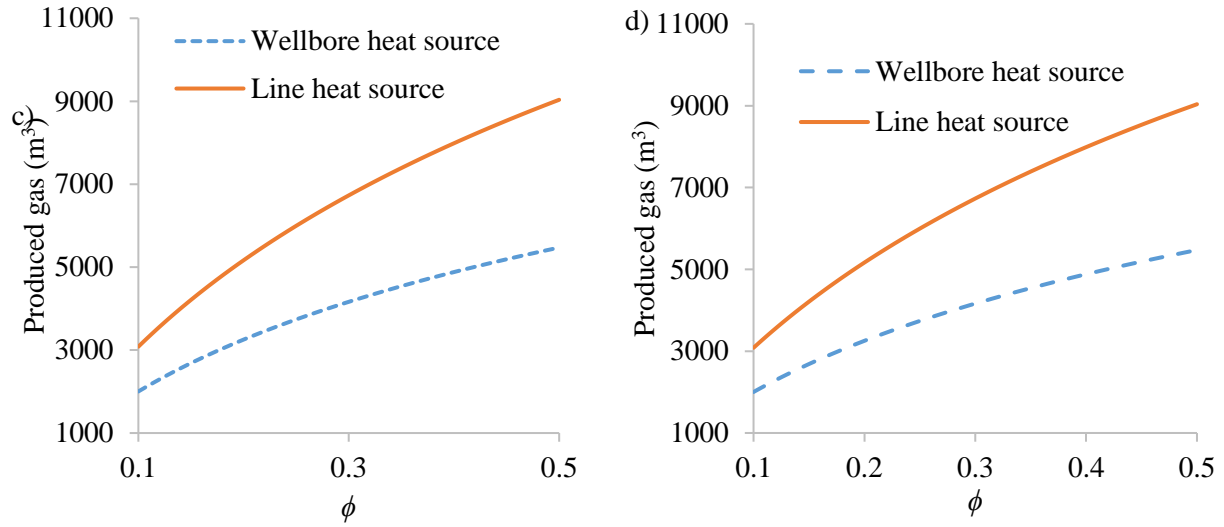 c)
Produced gas (m³)
11000
9000
7000
5000
3000
1000
0.1 0.3 0.5
ϕ
Wellbore heat source
Line heat source
d)
Produced gas (m³)
11000
9000
7000
5000
3000
1000
0.1 0.2 0.3 0.4 0.5
ϕ
Wellbore heat source
Line heat source